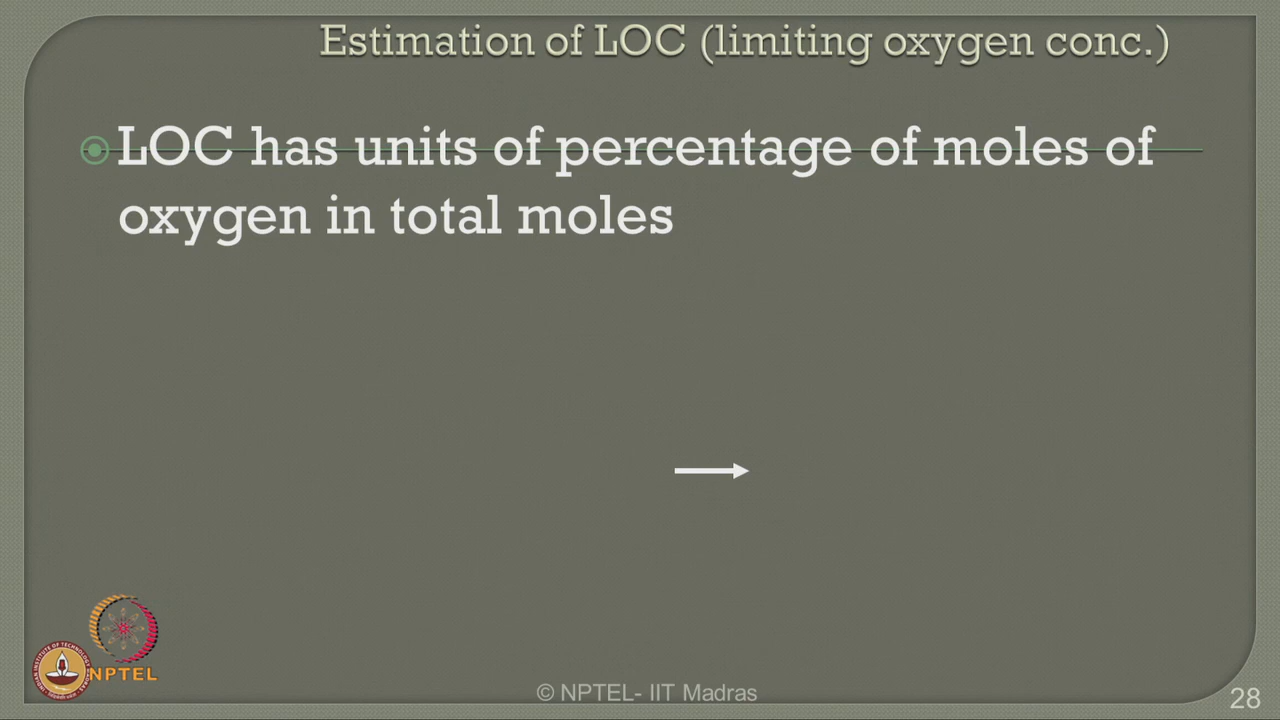 Estimation of LOC (limiting oxygen conc.)
LOC has units of percentage of moles of
oxygen in total moles
NPTEL
© NPTEL- IIT Madras
28